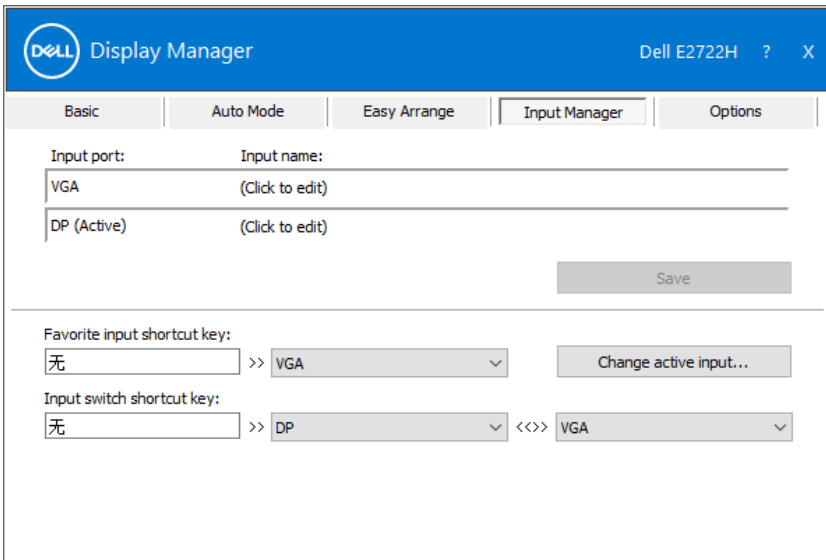 DELL Display Manager Dell E2722H ? X
Basic Auto Mode Easy Arrange Input Manager Options
Input port: Input name:
VGA (Click to edit)
DP (Active) (Click to edit)
Save
Favorite input shortcut key:
无 >> VGA Change active input...
Input switch shortcut key:
无 >> DP <<>> VGA